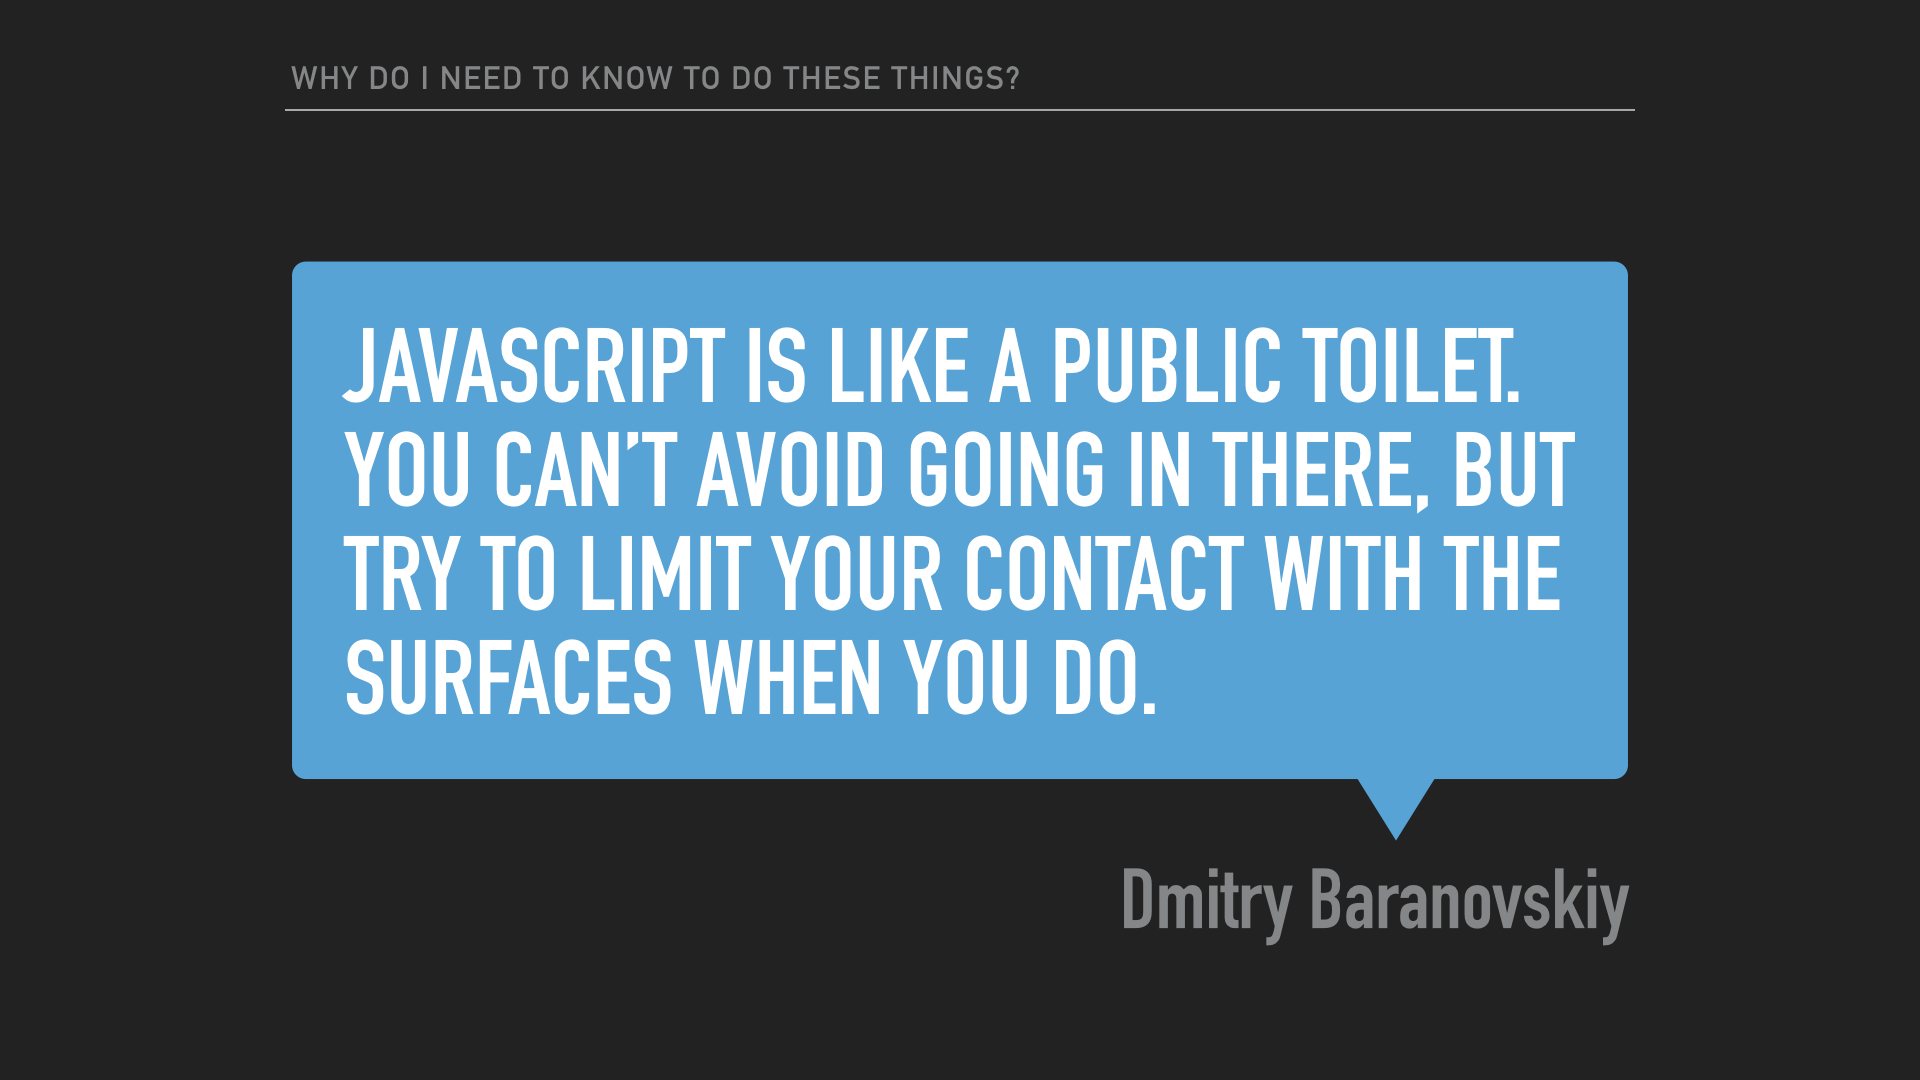 WHY DO I NEED TO KNOW TO DO THESE THINGS?
JAVASCRIPT IS LIKE A PUBLIC TOILET.
YOU CAN’T AVOID GOING IN THERE, BUT
TRY TO LIMIT YOUR CONTACT WITH THE
SURFACES WHEN YOU DO.
Dmitry Baranovskiy